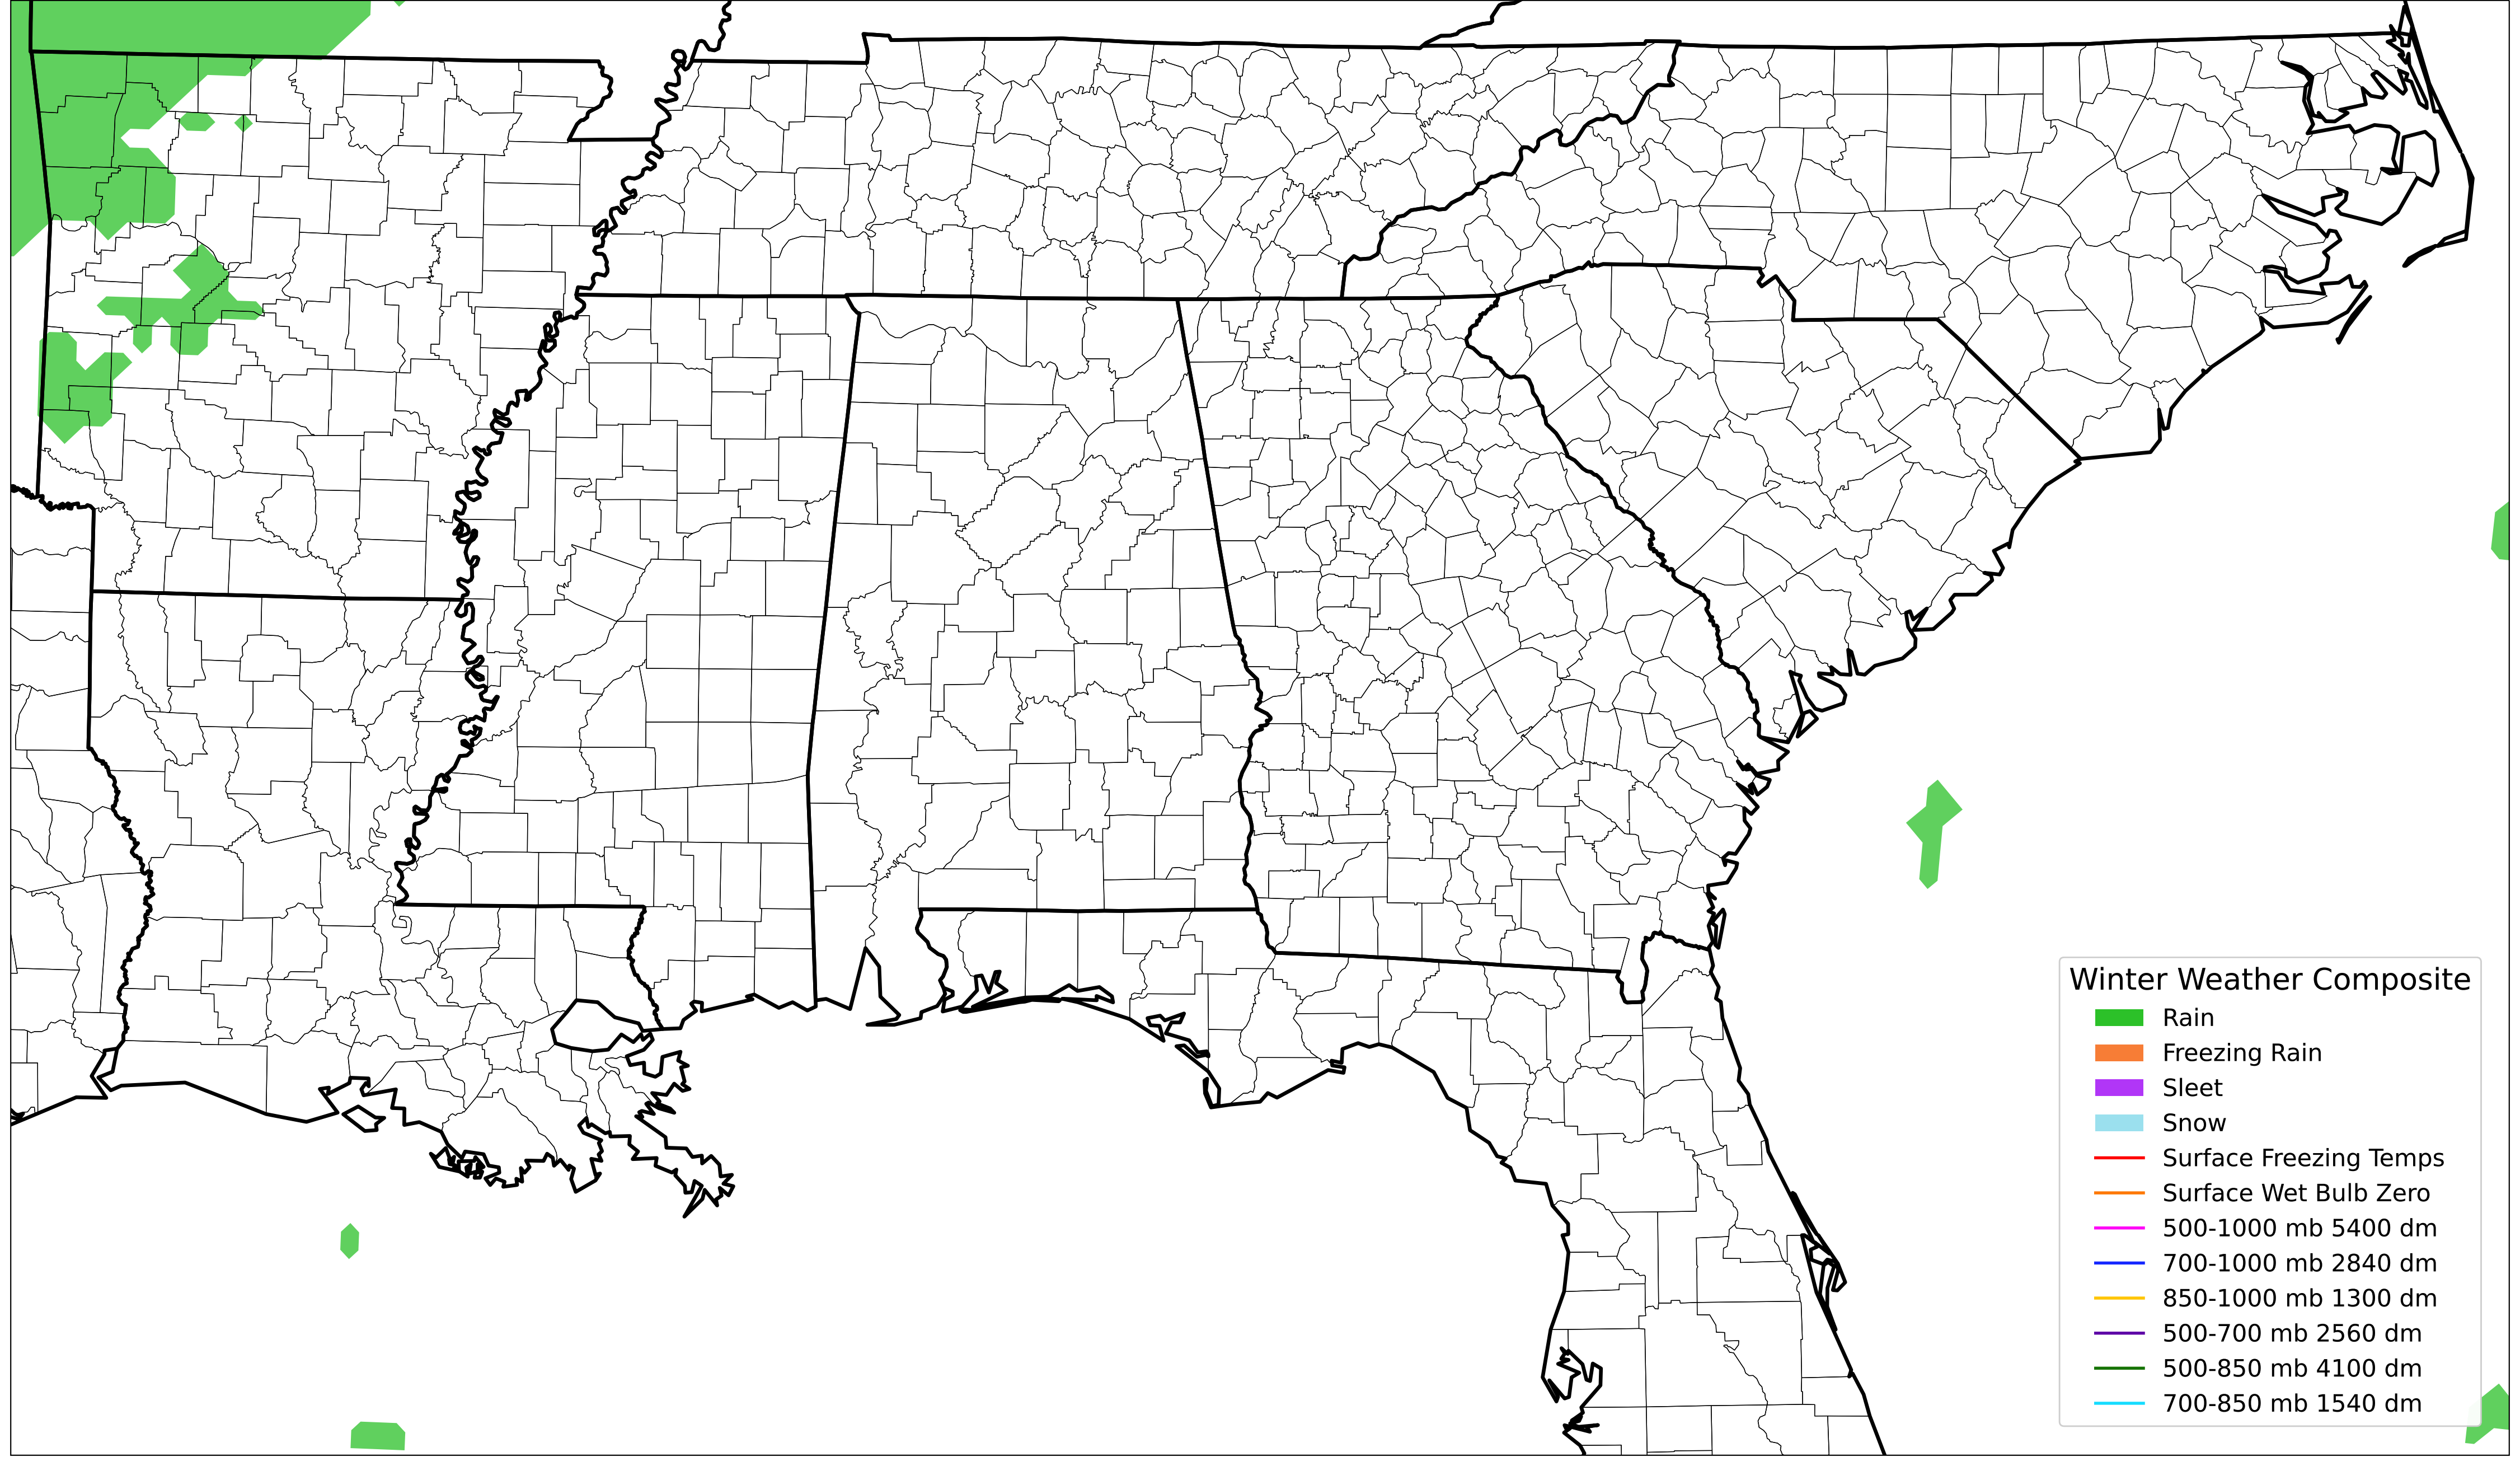 Winter Weather Composite
Rain
Freezing Rain
Sleet
Snow
Surface Freezing Temps
Surface Wet Bulb Zero
500-1000 mb 5400 dm
700-1000 mb 2840 dm
850-1000 mb 1300 dm
500-700 mb 2560 dm
500-850 mb 4100 dm
700-850 mb 1540 dm